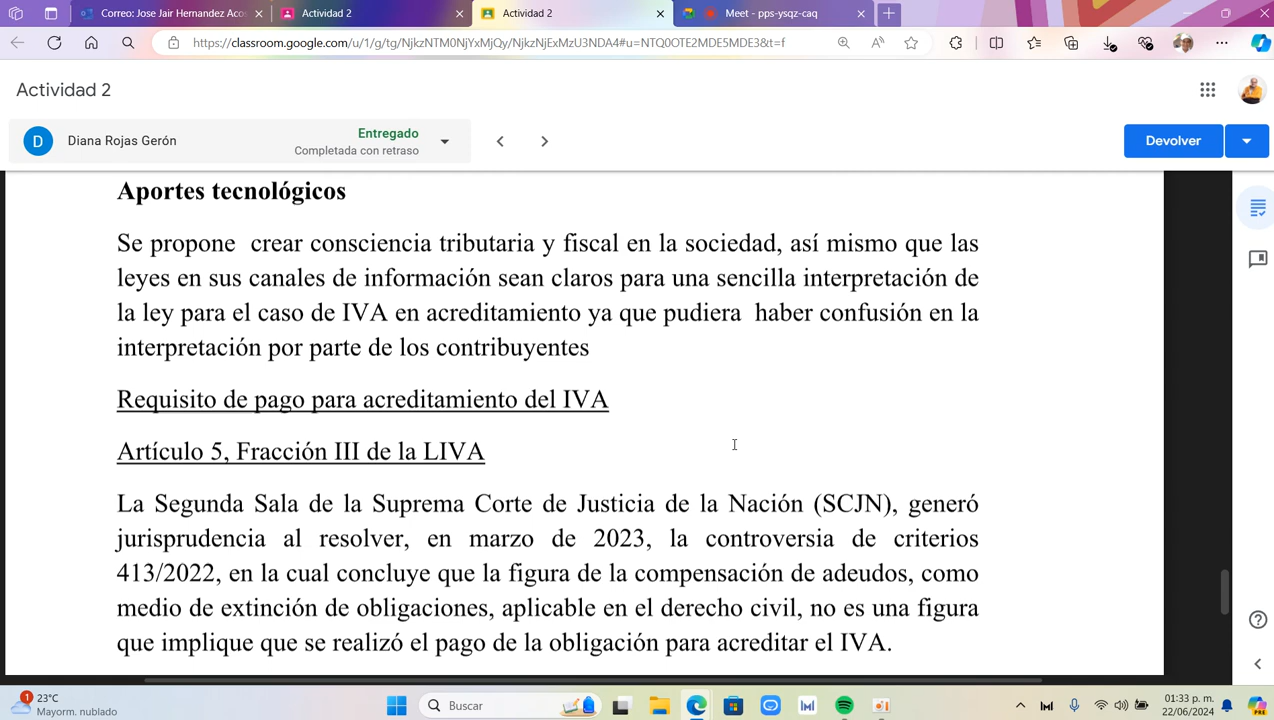 Correo: Jose Jair Hernandez Aco
Actividad 2
Actividad 2
Meet - pps-ysqz-caq
https://classroom.google.com/u/1/g/tg/NjkzNTM0NjYxMjQy/NjkzNjExMzU3NDA4#u=NTQ0OTE2MDE5MDE3&t=f
Actividad 2
D
Diana Rojas Gerón
Entregado
Completada con retraso
Devolver
Aportes tecnológicos
Se propone crear consciencia tributaria y fiscal en la sociedad, así mismo que las
leyes en sus canales de información sean claros para una sencilla interpretación de
la ley para el caso de IVA en acreditamiento ya que pudiera haber confusión en la
interpretación por parte de los contribuyentes
Requisito de pago para acreditamiento del IVA
Artículo 5, Fracción III de la LIVA
La Segunda Sala de la Suprema Corte de Justicia de la Nación (SCJN), generó
jurisprudencia al resolver, en marzo de 2023, la controversia de criterios
413/2022, en la cual concluye que la figura de la compensación de adeudos, como
medio de extinción de obligaciones, aplicable en el derecho civil, no es una figura
que implique que se realizó el pago de la obligación para acreditar el IVA.
1
23°C
Mayorm. nublado
Buscar
01:33 p. m.
22/06/2024